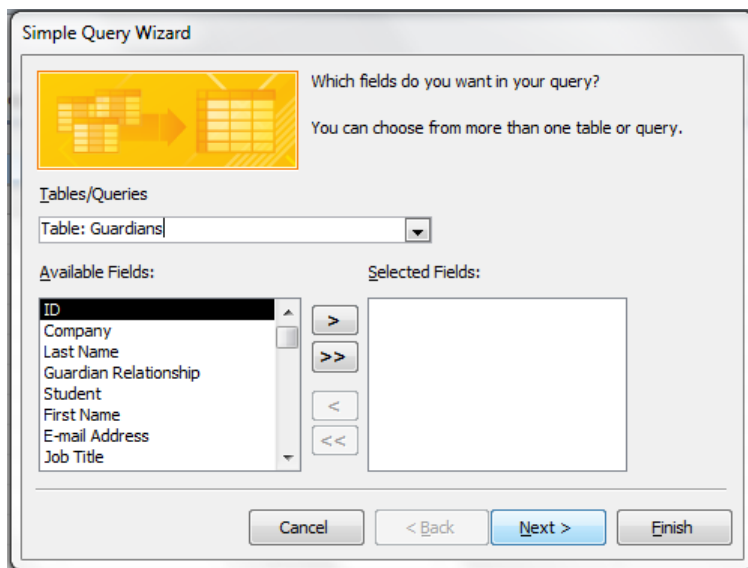 Simple Query Wizard
Which fields do you want in your query?
You can choose from more than one table or query.
Tables/Queries
Table: Guardians
Available Fields:
Selected Fields:
ID
Company
Last Name
Guardian Relationship
Student
First Name
E-mail Address
Job Title
>
>>
<
<<
Cancel
< Back
Next >
Finish